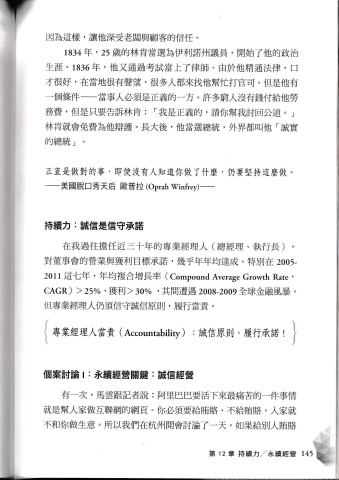 因為這樣，讓他深受老闆與顧客的信任。
1834 年，25 歲的林肯當選為伊利諾州議員，開始了他的政治
生涯。1836 年，他又通過考試當上了律師。由於他精通法律，口
才很好，在當地很有聲望，很多人都來找他幫忙打官司。但是他有
一個條件——當事人必須是正義的一方。許多窮人沒有錢付給他勞
務費，但是只要告訴林肯：「我是正義的，請你幫我討回公道。」
林肯就會免費為他辯護。長大後，他當選總統，外界都叫他「誠實
的總統」。
正直是做對的事，即使沒有人知道你做了什麼，仍要堅持這麼做。
——美國脫口秀天后 歐普拉 (Oprah Winfrey)——
持續力：誠信是信守承諾
在我過往擔任近三十年的專業經理人（總經理、執行長），
對董事會的營業與獲利目標承諾，幾乎年年均達成。特別在 2005-
2011 這七年，年均複合增長率（Compound Average Growth Rate，
CAGR）＞25%、獲利＞30%，其間遭遇 2008-2009 全球金融風暴，
但專業經理人仍須信守誠信原則，履行當責。
專業經理人當責（Accountability）：誠信原則、履行承諾！
個案討論 1：永續經營關鍵：誠信經營
有一次，馬雲跟記者說：阿里巴巴要活下來最痛苦的一件事情
就是幫人家做互聯網的網頁。你必須要給賄賂，不給賄賂，人家就
不和你做生意。所以我們在杭州開會討論了一天，如果給別人賄賂
第 12 章 持續力／永續經營 145